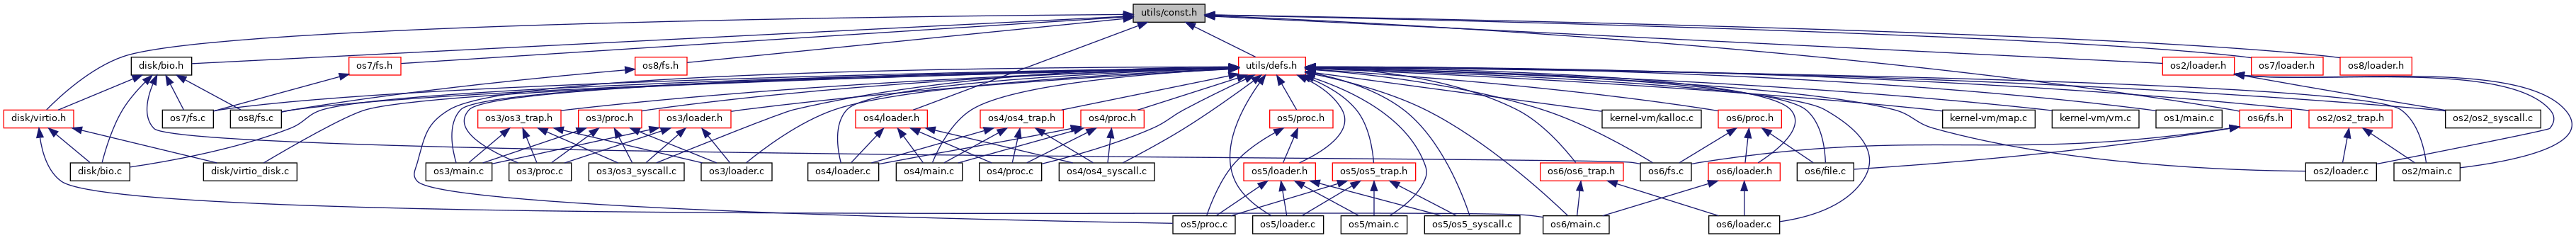 utils/const.h
disk/bio.h
os7/fs.h
os8/fs.h
utils/defs.h
os2/loader.h
os7/loader.h
os8/loader.h
disk/virtio.h
os7/fs.c
os8/fs.c
os3/os3_trap.h
os3/proc.h
os3/loader.h
os4/loader.h
os4/os4_trap.h
os4/proc.h
os5/proc.h
kernel-vm/kalloc.c
os6/proc.h
kernel-vm/map.c
kernel-vm/vm.c
os1/main.c
os6/fs.h
os2/os2_trap.h
os2/os2_syscall.c
disk/bio.c
disk/virtio_disk.c
os3/main.c
os3/proc.c
os3/os3_syscall.c
os3/loader.c
os4/loader.c
os4/main.c
os4/proc.c
os4/os4_syscall.c
os5/loader.h
os5/os5_trap.h
os6/os6_trap.h
os6/fs.c
os6/loader.h
os6/file.c
os2/loader.c
os2/main.c
os5/proc.c
os5/loader.c
os5/main.c
os5/os5_syscall.c
os6/main.c
os6/loader.c